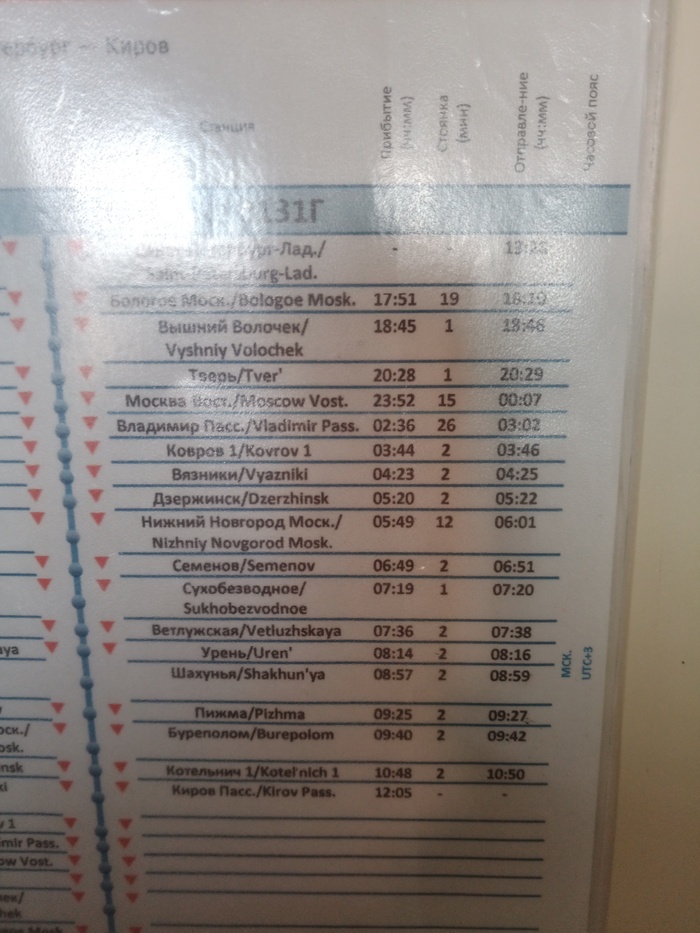 Киров
Станция
Прибытие (чч:мм)
Стоянка (мин)
Отправле-ние (чч:мм)
Часовой пояс
131Г
-Лад./ - -
-Lad.
Бологое Моск./Bologoe Mosk. 17:51 19 18:10
Вышний Волочек/ 18:45 1 18:46
Vyshniy Volochek
Тверь/Tver' 20:28 1 20:29
Москва Вост./Moscow Vost. 23:52 15 00:07
Владимир Пасс./Vladimir Pass. 02:36 26 03:02
Ковров 1/Kovrov 1 03:44 2 03:46
Вязники/Vyazniki 04:23 2 04:25
Дзержинск/Dzerzhinsk 05:20 2 05:22
Нижний Новгород Моск./ 05:49 12 06:01
Nizhniy Novgorod Mosk.
Семенов/Semenov 06:49 2 06:51
Сухобезводное/ 07:19 1 07:20
Sukhobezvodnoe
Ветлужская/Vetluzhskaya 07:36 2 07:38
Урень/Uren' 08:14 2 08:16
Шахунья/Shakhun'ya 08:57 2 08:59
МСК.
UTC+3
Пижма/Pizhma 09:25 2 09:27
Буреполом/Burepolom 09:40 2 09:42
Котельнич 1/Kotel'nich 1 10:48 2 10:50
Киров Пасс./Kirov Pass. 12:05 - -